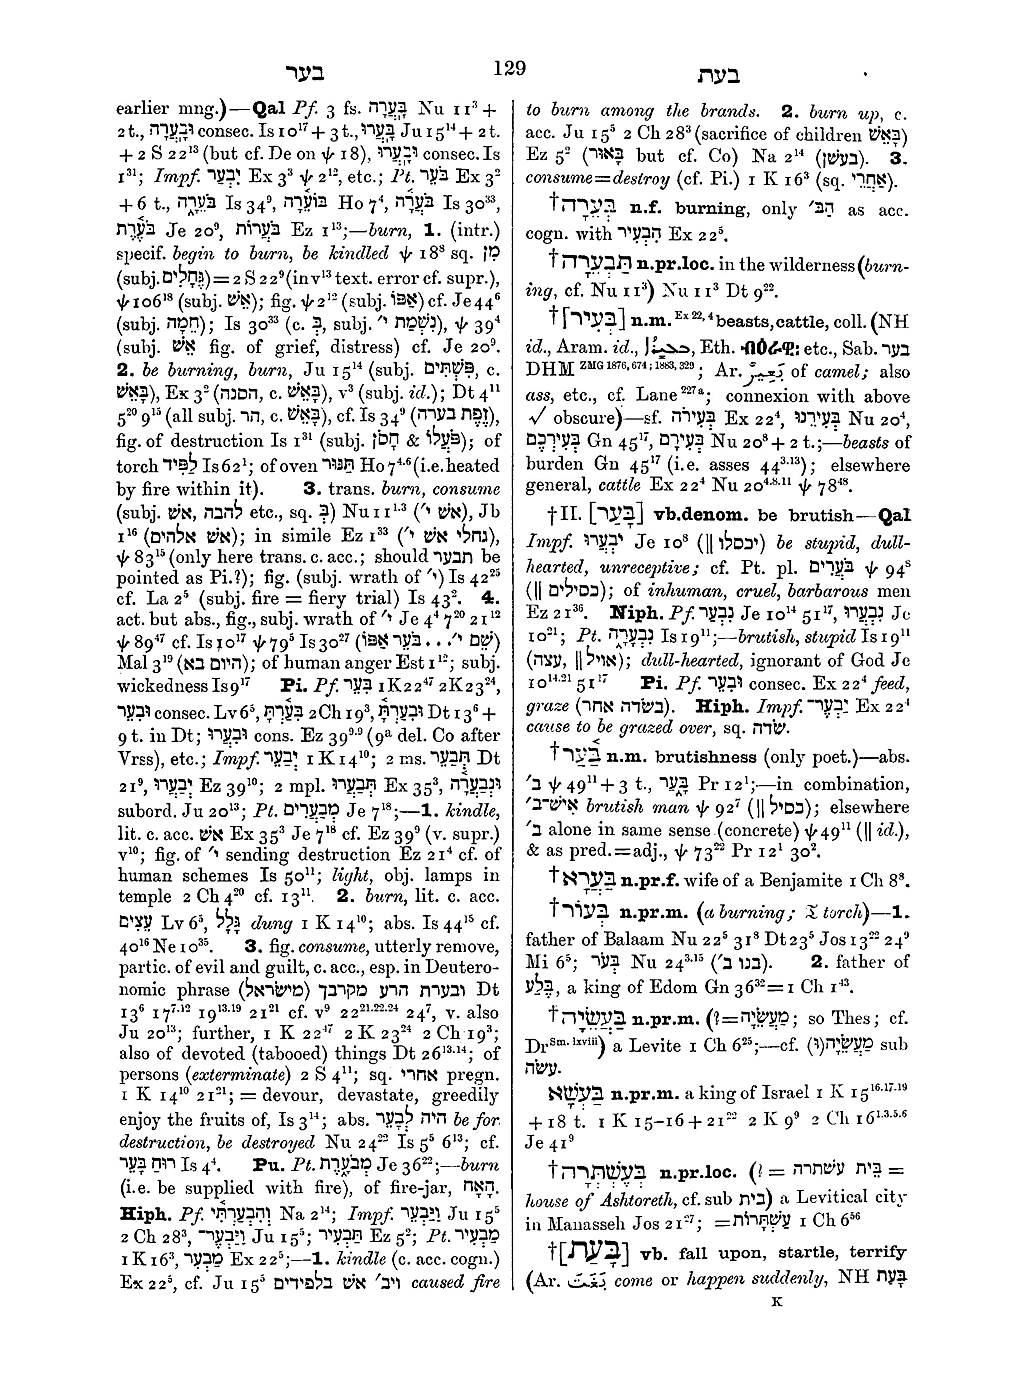 בער 129 בעת
earlier mng.)—Qal Pf. 3 fs. בָּעֲרָה Nu 11³ +
2 t., וּבָעֲרָה consec. Is 10¹⁷ + 3 t., בָּעֲרוּ Ju 15¹⁴ + 2 t.
+ 2 S 22¹³ (but cf. De on ψ 18), וּבָעֲרוּ consec. Is
1³¹; Impf. יִבְעַר Ex 3³ ψ 2¹², etc.; Pt. בֹּעֵר Ex 3²
+ 6 t., בֹּעֵרָה Is 34⁹, בּוֹעֵרָה Ho 7⁴, בֹּעֵרָה Is 30³³,
בֹּעֶרֶת Je 20⁹, בֹּעֲרוֹת Ez 1¹³;—burn, 1. (intr.)
specif. begin to burn, be kindled ψ 18⁸ sq. מִן
(subj. גֶּחָלִים) = 2 S 22⁹ (in v¹³ text. error cf. supr.),
ψ 106¹⁸ (subj. אֵשׁ); fig. ψ 2¹² (subj. אַפּוֹ) cf. Je 44⁶
(subj. חֵמָה); Is 30³³ (c. בְּ, subj. נִשְׁמַת י׳), ψ 39⁴
(subj. אֵשׁ fig. of grief, distress) cf. Je 20⁹.
2. be burning, burn, Ju 15¹⁴ (subj. פִּשְׁתִּים, c.
בָּאֵשׁ), Ex 3² (הסנה, c. בָּאֵשׁ), v³ (subj. id.); Dt 4¹¹
5²⁰ 9¹⁵ (all subj. הר, c. בָּאֵשׁ), cf. Is 34⁹ (זֶפֶת בערה),
fig. of destruction Is 1³¹ (subj. חָסֹן & פֹּעֲלוֹ); of
torch לַפִּיד Is 62¹; of oven תַּנּוּר Ho 7⁴·⁶ (i.e. heated
by fire within it). 3. trans. burn, consume
(subj. אֵשׁ, להבה etc., sq. בְּ) Nu 11¹·³ (אֵשׁ י׳), Jb
1¹⁶ (אֵשׁ אלהים); in simile Ez 1³³ (נחלי אש י׳),
ψ 83¹⁵ (only here trans. c. acc.; should תבער be
pointed as Pi.?); fig. (subj. wrath of י׳) Is 42²⁵
cf. La 2⁵ (subj. fire = fiery trial) Is 43². 4.
act. but abs., fig., subj. wrath of י׳ Je 4⁴ 7²⁰ 21¹²
ψ 89⁴⁷ cf. Is 10¹⁷ ψ 79⁵ Is 30²⁷ (שֵׁם י׳... בֹּעֵר אַפּוֹ)
Mal 3¹⁹ (היום בא); of human anger Est 1¹²; subj.
wickedness Is 9¹⁷ Pi. Pf. בִּעֵר 1 K 22⁴⁷ 2 K 23²⁴,
וּבִעֵר consec. Lv 6⁵, בִּעַרְתָּ 2 Ch 19³, וּבִעַרְתָּ Dt 13⁶ +
9 t. in Dt; וּבִעֲרוּ cons. Ez 39⁹·⁹ (9ᵃ del. Co after
Vrss), etc.; Impf. יְבַעֵר 1 K 14¹⁰; 2 ms. תְּבַעֵר Dt
21⁹, יְבַעֲרוּ Ez 39¹⁰; 2 mpl. תְּבַעֲרוּ Ex 35³, וּנְבַעֲרָה
subord. Ju 20¹³; Pt. מְבַעֲרִים Je 7¹⁸;—1. kindle,
lit. c. acc. אֵשׁ Ex 35³ Je 7¹⁸ cf. Ez 39⁹ (v. supr.)
v¹⁰; fig. of י׳ sending destruction Ez 21⁴ cf. of
human schemes Is 50¹¹; light, obj. lamps in
temple 2 Ch 4²⁰ cf. 13¹¹. 2. burn, lit. c. acc.
עֵצִים Lv 6⁵, גָּלָל dung 1 K 14¹⁰; abs. Is 44¹⁵ cf.
40¹⁶ Ne 10³⁵. 3. fig. consume, utterly remove,
partic. of evil and guilt, c. acc., esp. in Deutero-
nomic phrase ובערת הרע מקרבך (מישראל) Dt
13⁶ 17⁷·¹² 19¹³·¹⁹ 21²¹ cf. v⁹ 22²¹·²²·²⁴ 24⁷, v. also
Ju 20¹³; further, 1 K 22⁴⁷ 2 K 23²⁴ 2 Ch 19³;
also of devoted (tabooed) things Dt 26¹³·¹⁴; of
persons (exterminate) 2 S 4¹¹; sq. אחרי pregn.
1 K 14¹⁰ 21²¹; = devour, devastate, greedily
enjoy the fruits of, Is 3¹⁴; abs. היה לְבָעֵר be for
destruction, be destroyed Nu 24²² Is 5⁵ 6¹³; cf.
רוּחַ בָּעֵר Is 4⁴. Pu. Pt. מְבֹעֶרֶת Je 36²²;—burn
(i.e. be supplied with fire), of fire-jar, הָאָח.
Hiph. Pf. וְהִבְעַרְתִּי Na 2¹⁴; Impf. וַיַּבְעֵר Ju 15⁵
2 Ch 28³, וַיַּבְעֶר־ Ju 15⁵; תַּבְעִיר Ez 5²; Pt. מַבְעִיר
1 K 16³, מַבְעִר Ex 22⁵;—1. kindle (c. acc. cogn.)
Ex 22⁵, cf. Ju 15⁵ ויב׳ אש בלפידים caused fire
to burn among the brands. 2. burn up, c.
acc. Ju 15⁵ 2 Ch 28³ (sacrifice of children בָּאֵשׁ)
Ez 5² (בָּאוּר but cf. Co) Na 2¹⁴ (בעשׁן). 3.
consume = destroy (cf. Pi.) 1 K 16³ (sq. אַחֲרֵי).
†בְּעֵרָה n.f. burning, only הַבְּ׳ as acc.
cogn. with הִבְעִיר Ex 22⁵.
†תַּבְעֵרָה n.pr.loc. in the wilderness (burn-
ing, cf. Nu 11³) Nu 11³ Dt 9²².
†[בְּעִיר] n.m. Ex 22, 4 beasts, cattle, coll. (NH
id., Aram. id., Eth. etc., Sab. בער
DHM ZMG 1876, 674; 1883, 329; Ar. بَعِير of camel; also
ass, etc., cf. Lane 227a; connexion with above
√ obscure)—sf. בְּעִירֹה Ex 22⁴, בְּעִירֵנוּ Nu 20⁴,
בְּעִירְכֶם Gn 45¹⁷, בְּעִירָם Nu 20⁸ + 2 t.;—beasts of
burden Gn 45¹⁷ (i.e. asses 44³·¹³); elsewhere
general, cattle Ex 22⁴ Nu 20⁴·⁸·¹¹ ψ 78⁴⁸.
†II. [בָּעַר] vb.denom. be brutish—Qal
Impf. יִבְעֲרוּ Je 10⁸ (‖ יכסלו) be stupid, dull-
hearted, unreceptive; cf. Pt. pl. בֹּעֲרִים ψ 94⁸
(‖ כסילים); of inhuman, cruel, barbarous men
Ez 21³⁶. Niph. Pf. נִבְעַר Je 10¹⁴ 51¹⁷, נִבְעֲרוּ Je
10²¹; Pt. נִבְעָרָה Is 19¹¹;—brutish, stupid Is 19¹¹
(עצה, ‖ אויל); dull-hearted, ignorant of God Je
10¹⁴·²¹ 51¹⁷ Pi. Pf. וּבִעֵר consec. Ex 22⁴ feed,
graze (בשדה אחר). Hiph. Impf. יַבְעֶר־ Ex 22⁴
cause to be grazed over, sq. שׂדה.
†בַּעַר n.m. brutishness (only poet.)—abs.
ב׳ ψ 49¹¹ + 3 t., בָּעַר Pr 12¹;—in combination,
אִישׁ־ב׳ brutish man ψ 92⁷ (‖ כסיל); elsewhere
ב׳ alone in same sense (concrete) ψ 49¹¹ (‖ id.),
& as pred. = adj., ψ 73²² Pr 12¹ 30².
†בַּעֲרָא n.pr.f. wife of a Benjamite 1 Ch 8⁸.
†בְּעוֹר n.pr.m. (a burning; 𝔗 torch)—1.
father of Balaam Nu 22⁵ 31⁸ Dt 23⁵ Jos 13²² 24⁹
Mi 6⁵; בְּעֹר Nu 24³·¹⁵ (בנו ב׳). 2. father of
בֶּלַע, a king of Edom Gn 36³² = 1 Ch 1⁴³.
†בַּעֲשֵׂיָה n.pr.m. (? = מַעֲשֵׂיָה; so Thes; cf.
Dr Sm. lxviii) a Levite 1 Ch 6²⁵;—cf. מַעֲשֵׂיָה(וּ) sub
עשׂה.
בַּעְשָׁא n.pr.m. a king of Israel 1 K 15¹⁶·¹⁷·¹⁹
+ 18 t. 1 K 15–16 + 21²² 2 K 9⁹ 2 Ch 16¹·³·⁵·⁶
Je 41⁹
†בְּעֶשְׁתְּרָה n.pr.loc. (? = בֵּית עשׁתרה =
house of Ashtoreth, cf. sub בית) a Levitical city
in Manasseh Jos 21²⁷; = עַשְׁתָּרוֹת 1 Ch 6⁵⁶
†[בָּעַת] vb. fall upon, startle, terrify
(Ar. بَغَتَ come or happen suddenly, NH בָּעַת
K